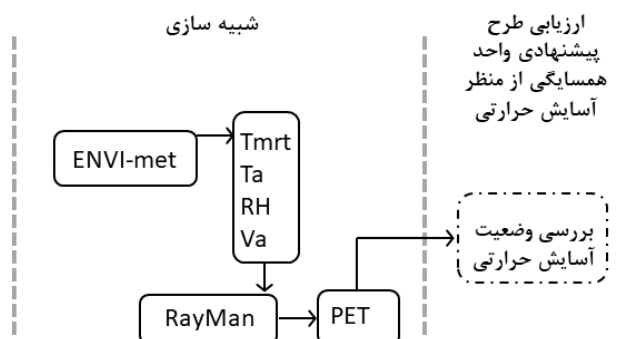 شبیه سازی
ارزیابی طرح
پیشنهادی واحد
همسایگی از منظر
آسایش حرارتی
ENVI-met
Tmrt
Ta
RH
Va
بررسی وضعیت
آسایش حرارتی
RayMan
PET